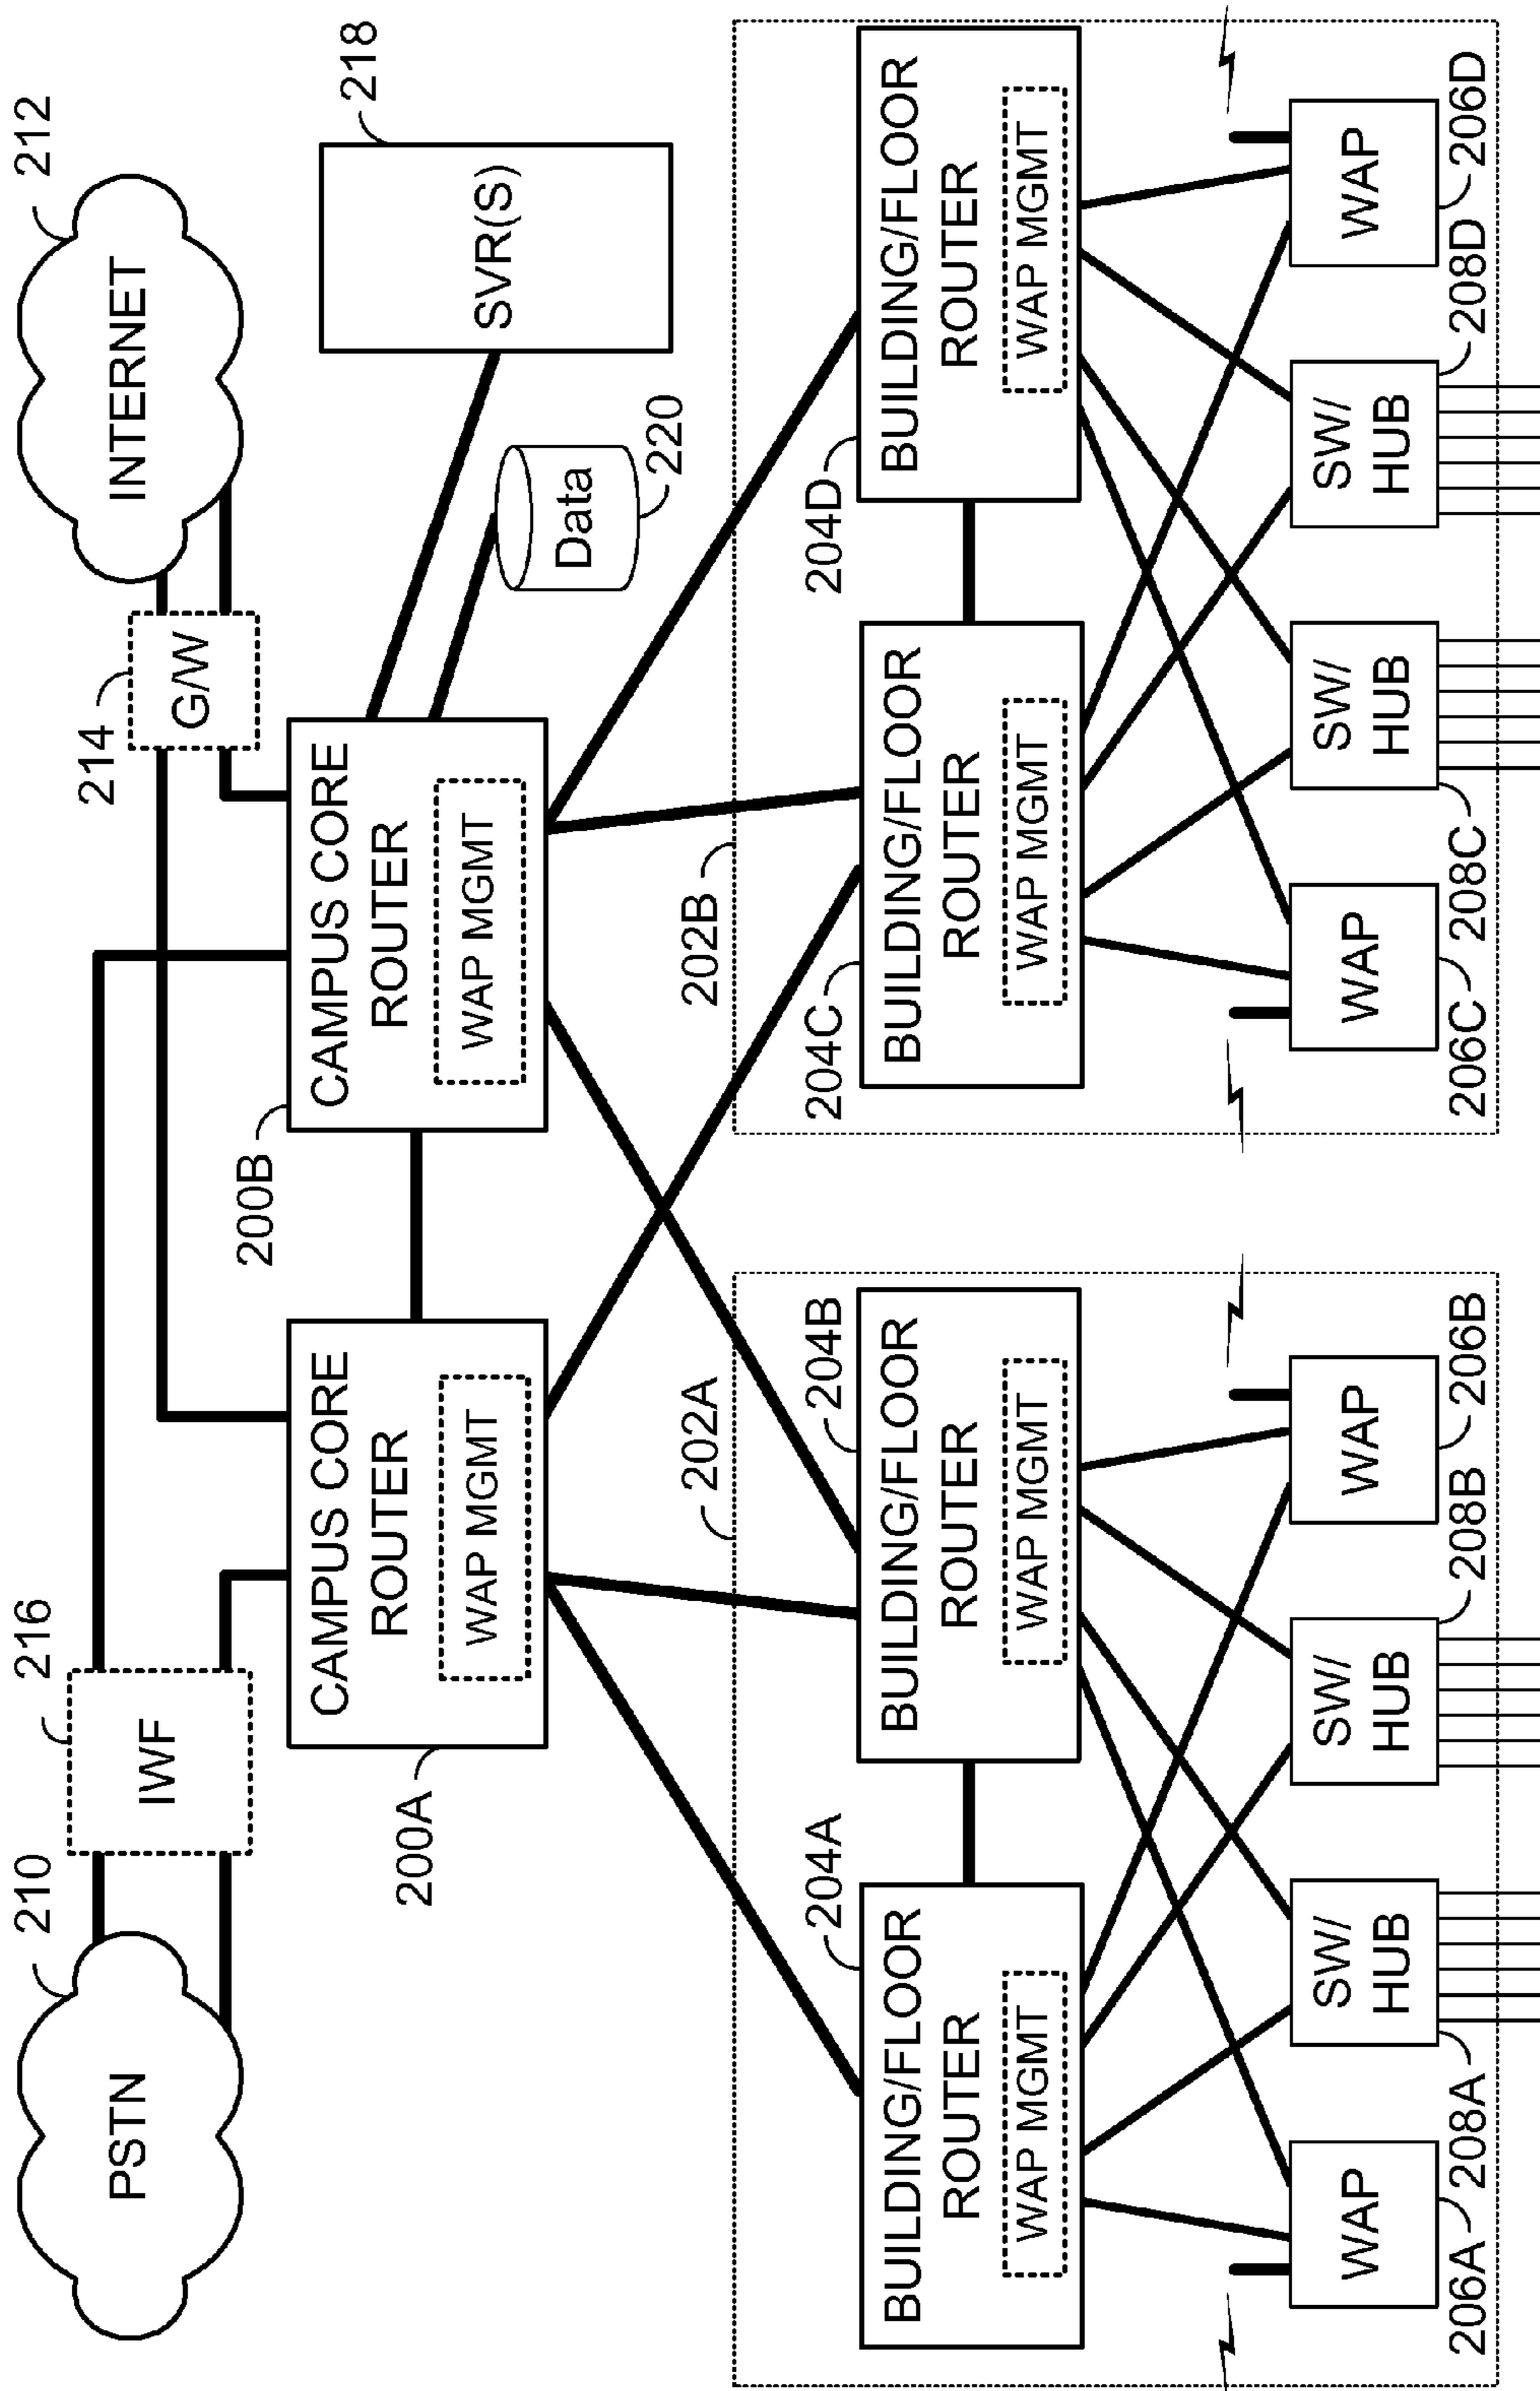 210
216
214
212
PSTN
IWF
G/W
INTERNET
200A
CAMPUS CORE
ROUTER
WAP MGMT
200B
CAMPUS CORE
ROUTER
WAP MGMT
218
SVR(S)
Data
220
202A
202B
204A
BUILDING/FLOOR
ROUTER
WAP MGMT
204B
BUILDING/FLOOR
ROUTER
WAP MGMT
204C
BUILDING/FLOOR
ROUTER
WAP MGMT
204D
BUILDING/FLOOR
ROUTER
WAP MGMT
WAP
SW/
HUB
SW/
HUB
WAP
WAP
SW/
HUB
SW/
HUB
WAP
206A
208A
208B
206B
206C
208C
208D
206D